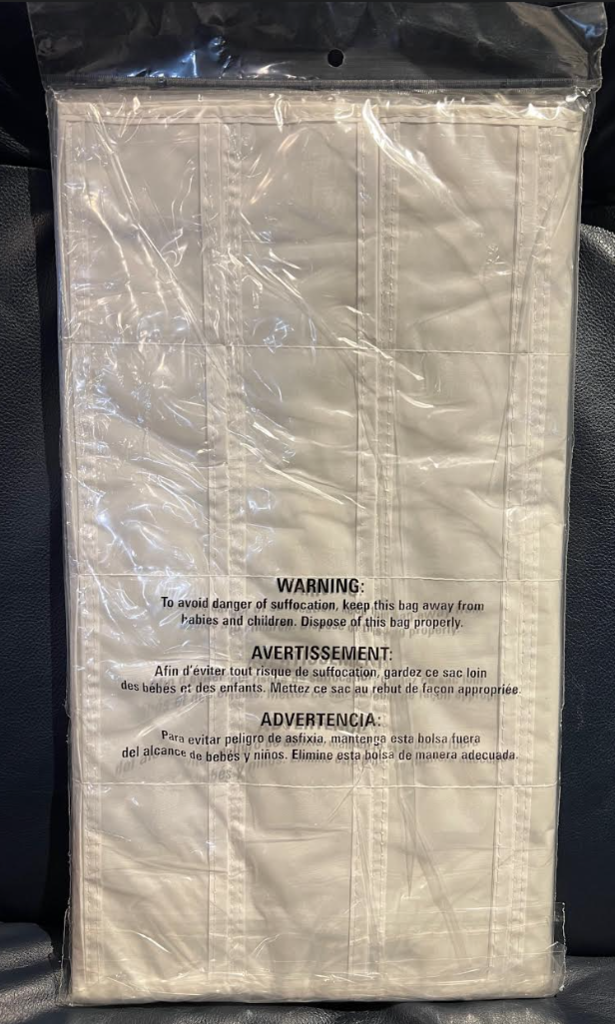 WARNING:
To avoid danger of suffocation, keep this bag away from
babies and children. Dispose of this bag properly.
AVERTISSEMENT:
Afin d'éviter tout risque de suffocation, gardez ce sac loin
des bébés et des enfants. Mettez ce sac au rebut de façon appropriée.
ADVERTENCIA:
Para evitar peligro de asfixia, mantenga esta bolsa fuera
del alcance de bebés y niños. Elimine esta bolsa de manera adecuada.